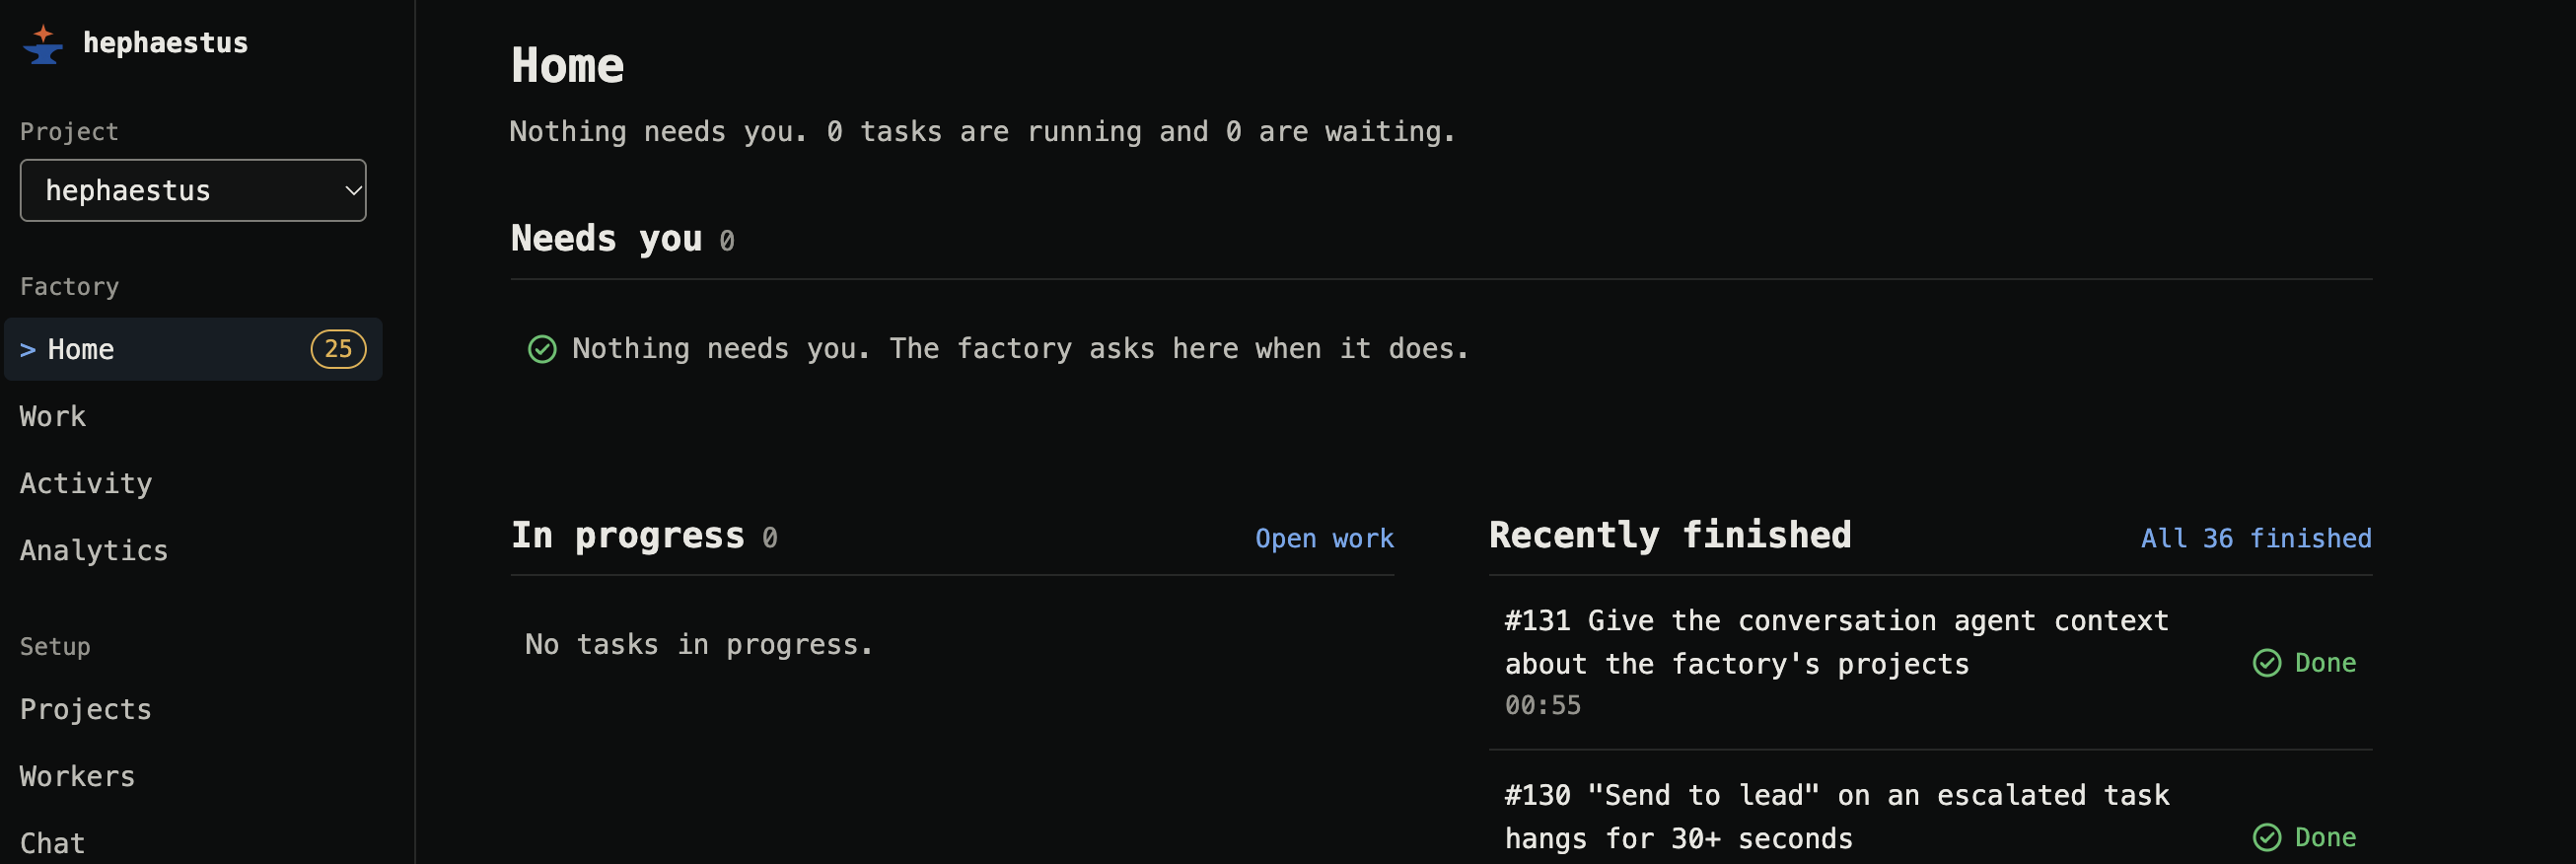 hephaestus
Project
hephaestus
Factory
> Home 25
Work
Activity
Analytics
Setup
Projects
Workers
Chat
Home
Nothing needs you. 0 tasks are running and 0 are waiting.
Needs you 0
Nothing needs you. The factory asks here when it does.
In progress 0
Open work
No tasks in progress.
Recently finished
All 36 finished
#131 Give the conversation agent context
about the factory's projects
00:55
Done
#130 "Send to lead" on an escalated task
hangs for 30+ seconds
Done